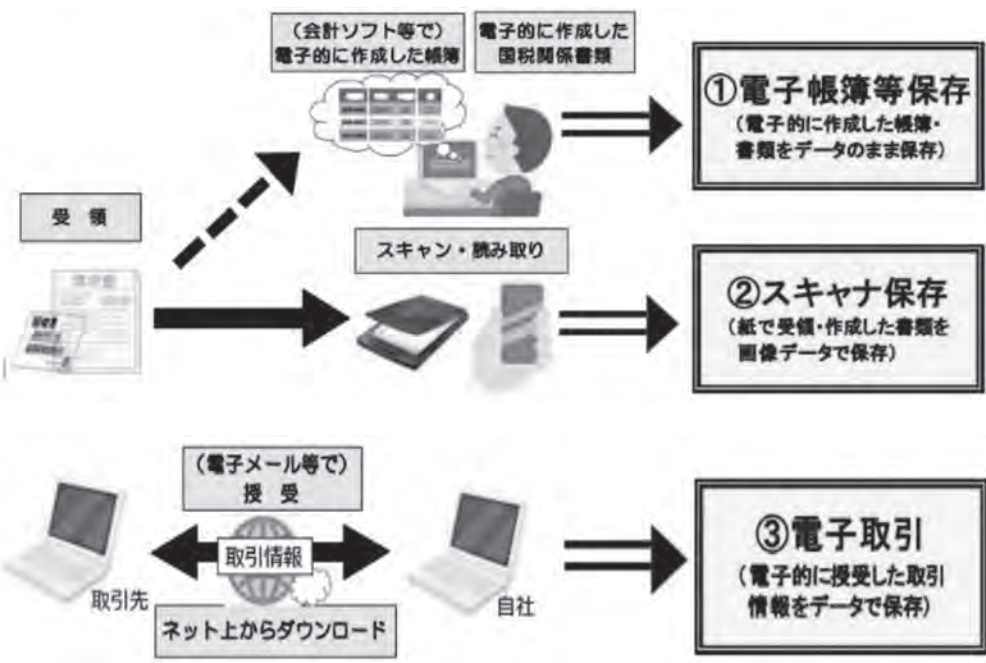 (会計ソフト等で)
電子的に作成した帳簿
電子的に作成した
国税関係書類
①電子帳簿等保存
(電子的に作成した帳簿・
書類をデータのまま保存)
受 領
スキャン・読み取り
②スキャナ保存
(紙で受領・作成した書類を
画像データで保存)
(電子メール等で)
授 受
取引情報
取引先
自社
ネット上からダウンロード
③電子取引
(電子的に授受した取引
情報をデータで保存)